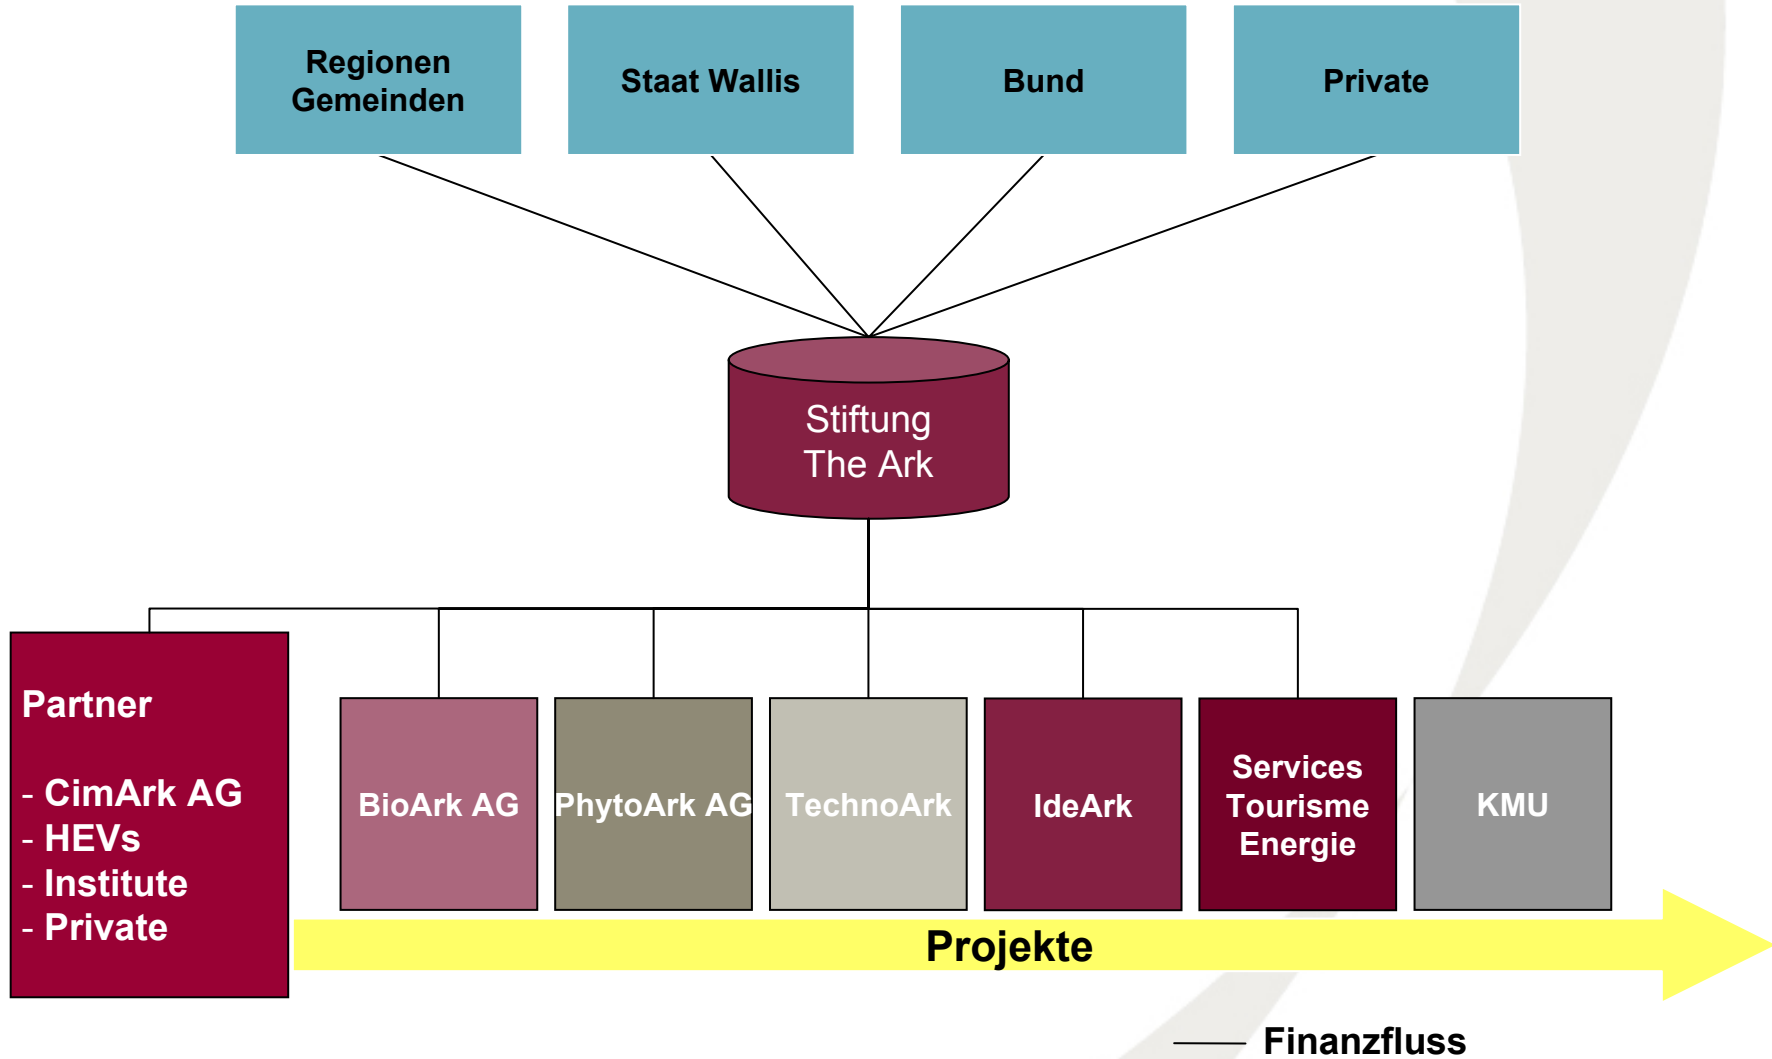 Regionen
Gemeinden
Staat Wallis
Bund
Private
Stiftung
The Ark
Partner
- CimArk AG
- HEVs
- Institute
- Private
BioArk AG
PhytoArk AG
TechnoArk
IdeArk
Services
Tourisme
Energie
KMU
Projekte
Finanzfluss